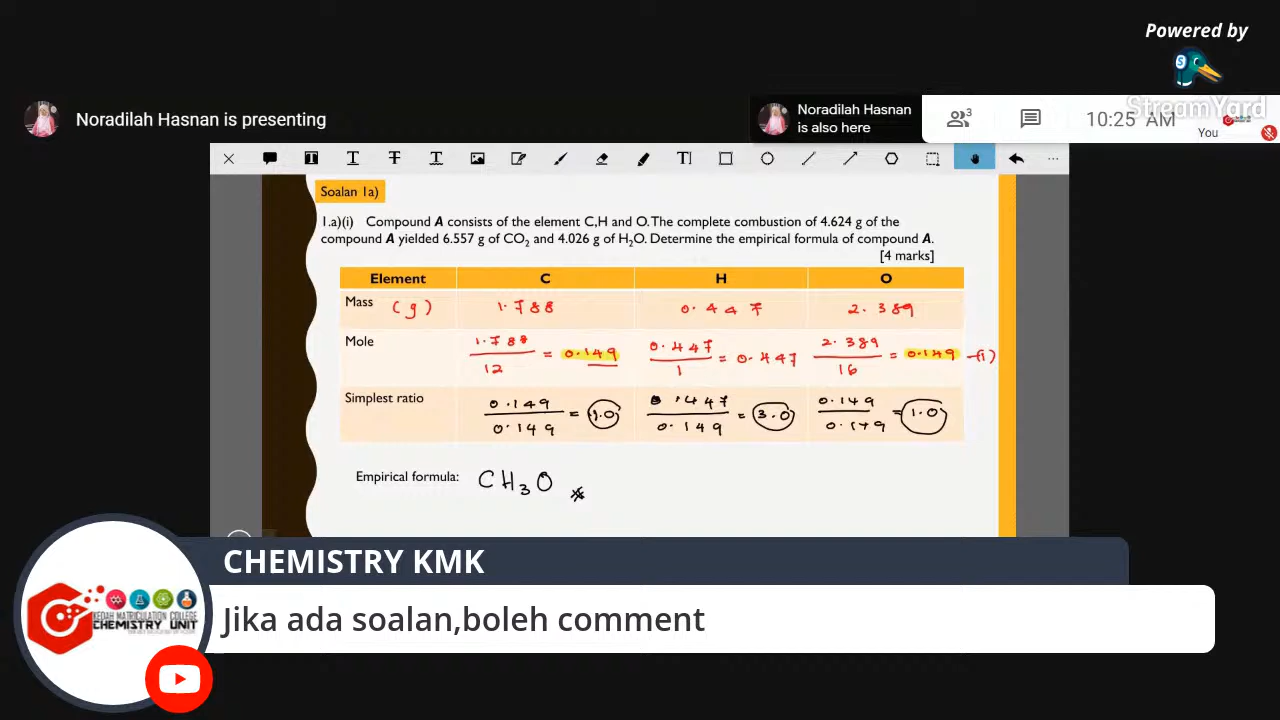 Powered by
StreamYard
Noradilah Hasnan is presenting
Noradilah Hasnan
is also here
3
10:25 AM
You
Soalan 1a)
1.a)(i) Compound A consists of the element C,H and O. The complete combustion of 4.624 g of the
compound A yielded 6.557 g of CO₂ and 4.026 g of H₂O. Determine the empirical formula of compound A.
[4 marks]
Element C H O
Mass (g) 1.788 0.447 2.389
Mole 1.788/12 = 0.149 0.447/1 = 0.447 2.389/16 = 0.149 -(1)
Simplest ratio 0.149/0.149 = 1.0 0.447/0.149 = 3.0 0.149/0.149 = 1.0
Empirical formula: CH₃O *
CHEMISTRY KMK
Jika ada soalan,boleh comment
KEDAH MATRICULATION COLLEGE
CHEMISTRY UNIT